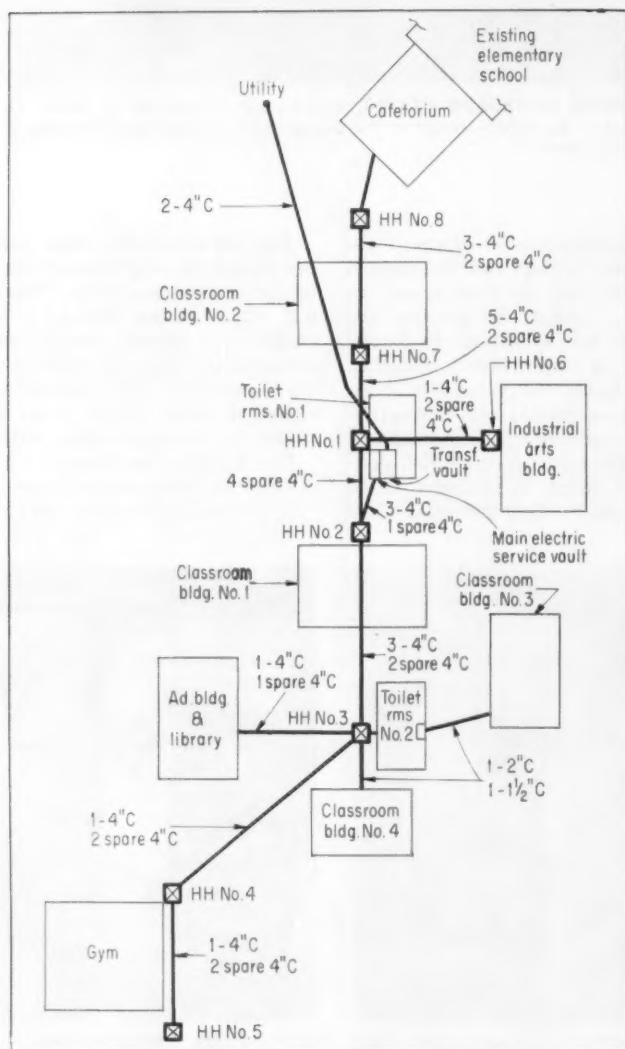 Existing
elementary
school
Utility
Cafetorium
2-4"C
HH No.8
3-4"C
2 spare 4"C
Classroom
bldg. No.2
5-4"C
2 spare 4"C
HH No.7
HH No.6
Toilet
rms. No.1
1-4"C
2 spare
4"C
HH No.1
Industrial
arts
bldg.
Transf.
vault
4 spare 4"C
3-4"C
1 spare 4"C
HH No.2
Main electric
service vault
Classroom
bldg. No.1
Classroom
bldg. No.3
3-4"C
2 spare 4"C
1-4"C
1 spare 4"C
Ad. bldg.
&
library
Toilet
rms
No.2
HH No.3
1-2"C
1-1½"C
1-4"C
2 spare 4"C
Classroom
bldg. No.4
HH No.4
Gym
1-4"C
2 spare 4"C
HH No.5